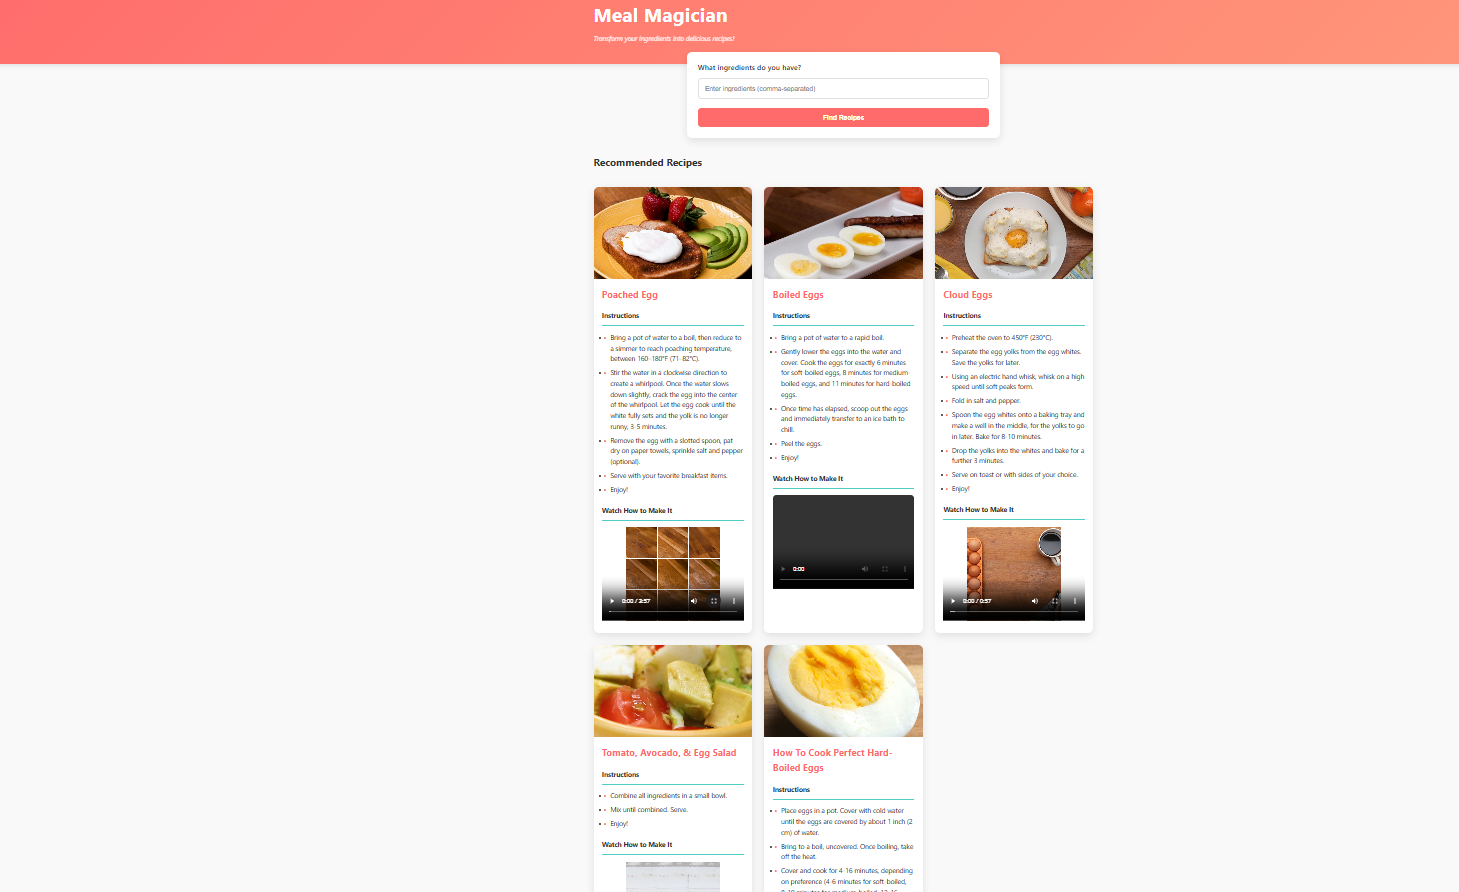 Meal Magician
Transform your ingredients into delicious recipes!
What ingredients do you have?
Enter ingredients (comma-separated)
Find Recipes
Recommended Recipes
Poached Egg
Instructions
Bring a pot of water to a boil, then reduce to
a simmer to reach poaching temperature,
between 160-180°F (71-82°C).
Stir the water in a clockwise direction to
create a whirlpool. Once the water slows
down slightly, crack the egg into the center
of the whirlpool. Let the egg cook until the
white fully sets and the yolk is no longer
runny, 3-5 minutes.
Remove the egg with a slotted spoon, pat
dry on paper towels, sprinkle salt and pepper
(optional).
Serve with your favorite breakfast items.
Enjoy!
Watch How to Make It
0:00 / 3:57
Boiled Eggs
Instructions
Bring a pot of water to a rapid boil.
Gently lower the eggs into the water and
cover. Cook the eggs for exactly 6 minutes
for soft-boiled eggs, 8 minutes for medium-
boiled eggs, and 11 minutes for hard-boiled
eggs.
Once time has elapsed, scoop out the eggs
and immediately transfer to an ice bath to
chill.
Peel the eggs.
Enjoy!
Watch How to Make It
0:00
Cloud Eggs
Instructions
Preheat the oven to 450°F (230°C).
Separate the egg yolks from the egg whites.
Save the yolks for later.
Using an electric hand whisk, whisk on a high
speed until soft peaks form.
Fold in salt and pepper.
Spoon the egg whites onto a baking tray and
make a well in the middle, for the yolks to go
in later. Bake for 8-10 minutes.
Drop the yolks into the whites and bake for a
further 3 minutes.
Serve on toast or with sides of your choice.
Enjoy!
Watch How to Make It
0:00 / 0:57
Tomato, Avocado, & Egg Salad
Instructions
Combine all ingredients in a small bowl.
Mix until combined. Serve.
Enjoy!
Watch How to Make It
How To Cook Perfect Hard-
Boiled Eggs
Instructions
Place eggs in a pot. Cover with cold water
until the eggs are covered by about 1 inch (2
cm) of water.
Bring to a boil, uncovered. Once boiling, take
off the heat.
Cover and cook for 4-16 minutes, depending
on preference (4-6 minutes for soft-boiled,